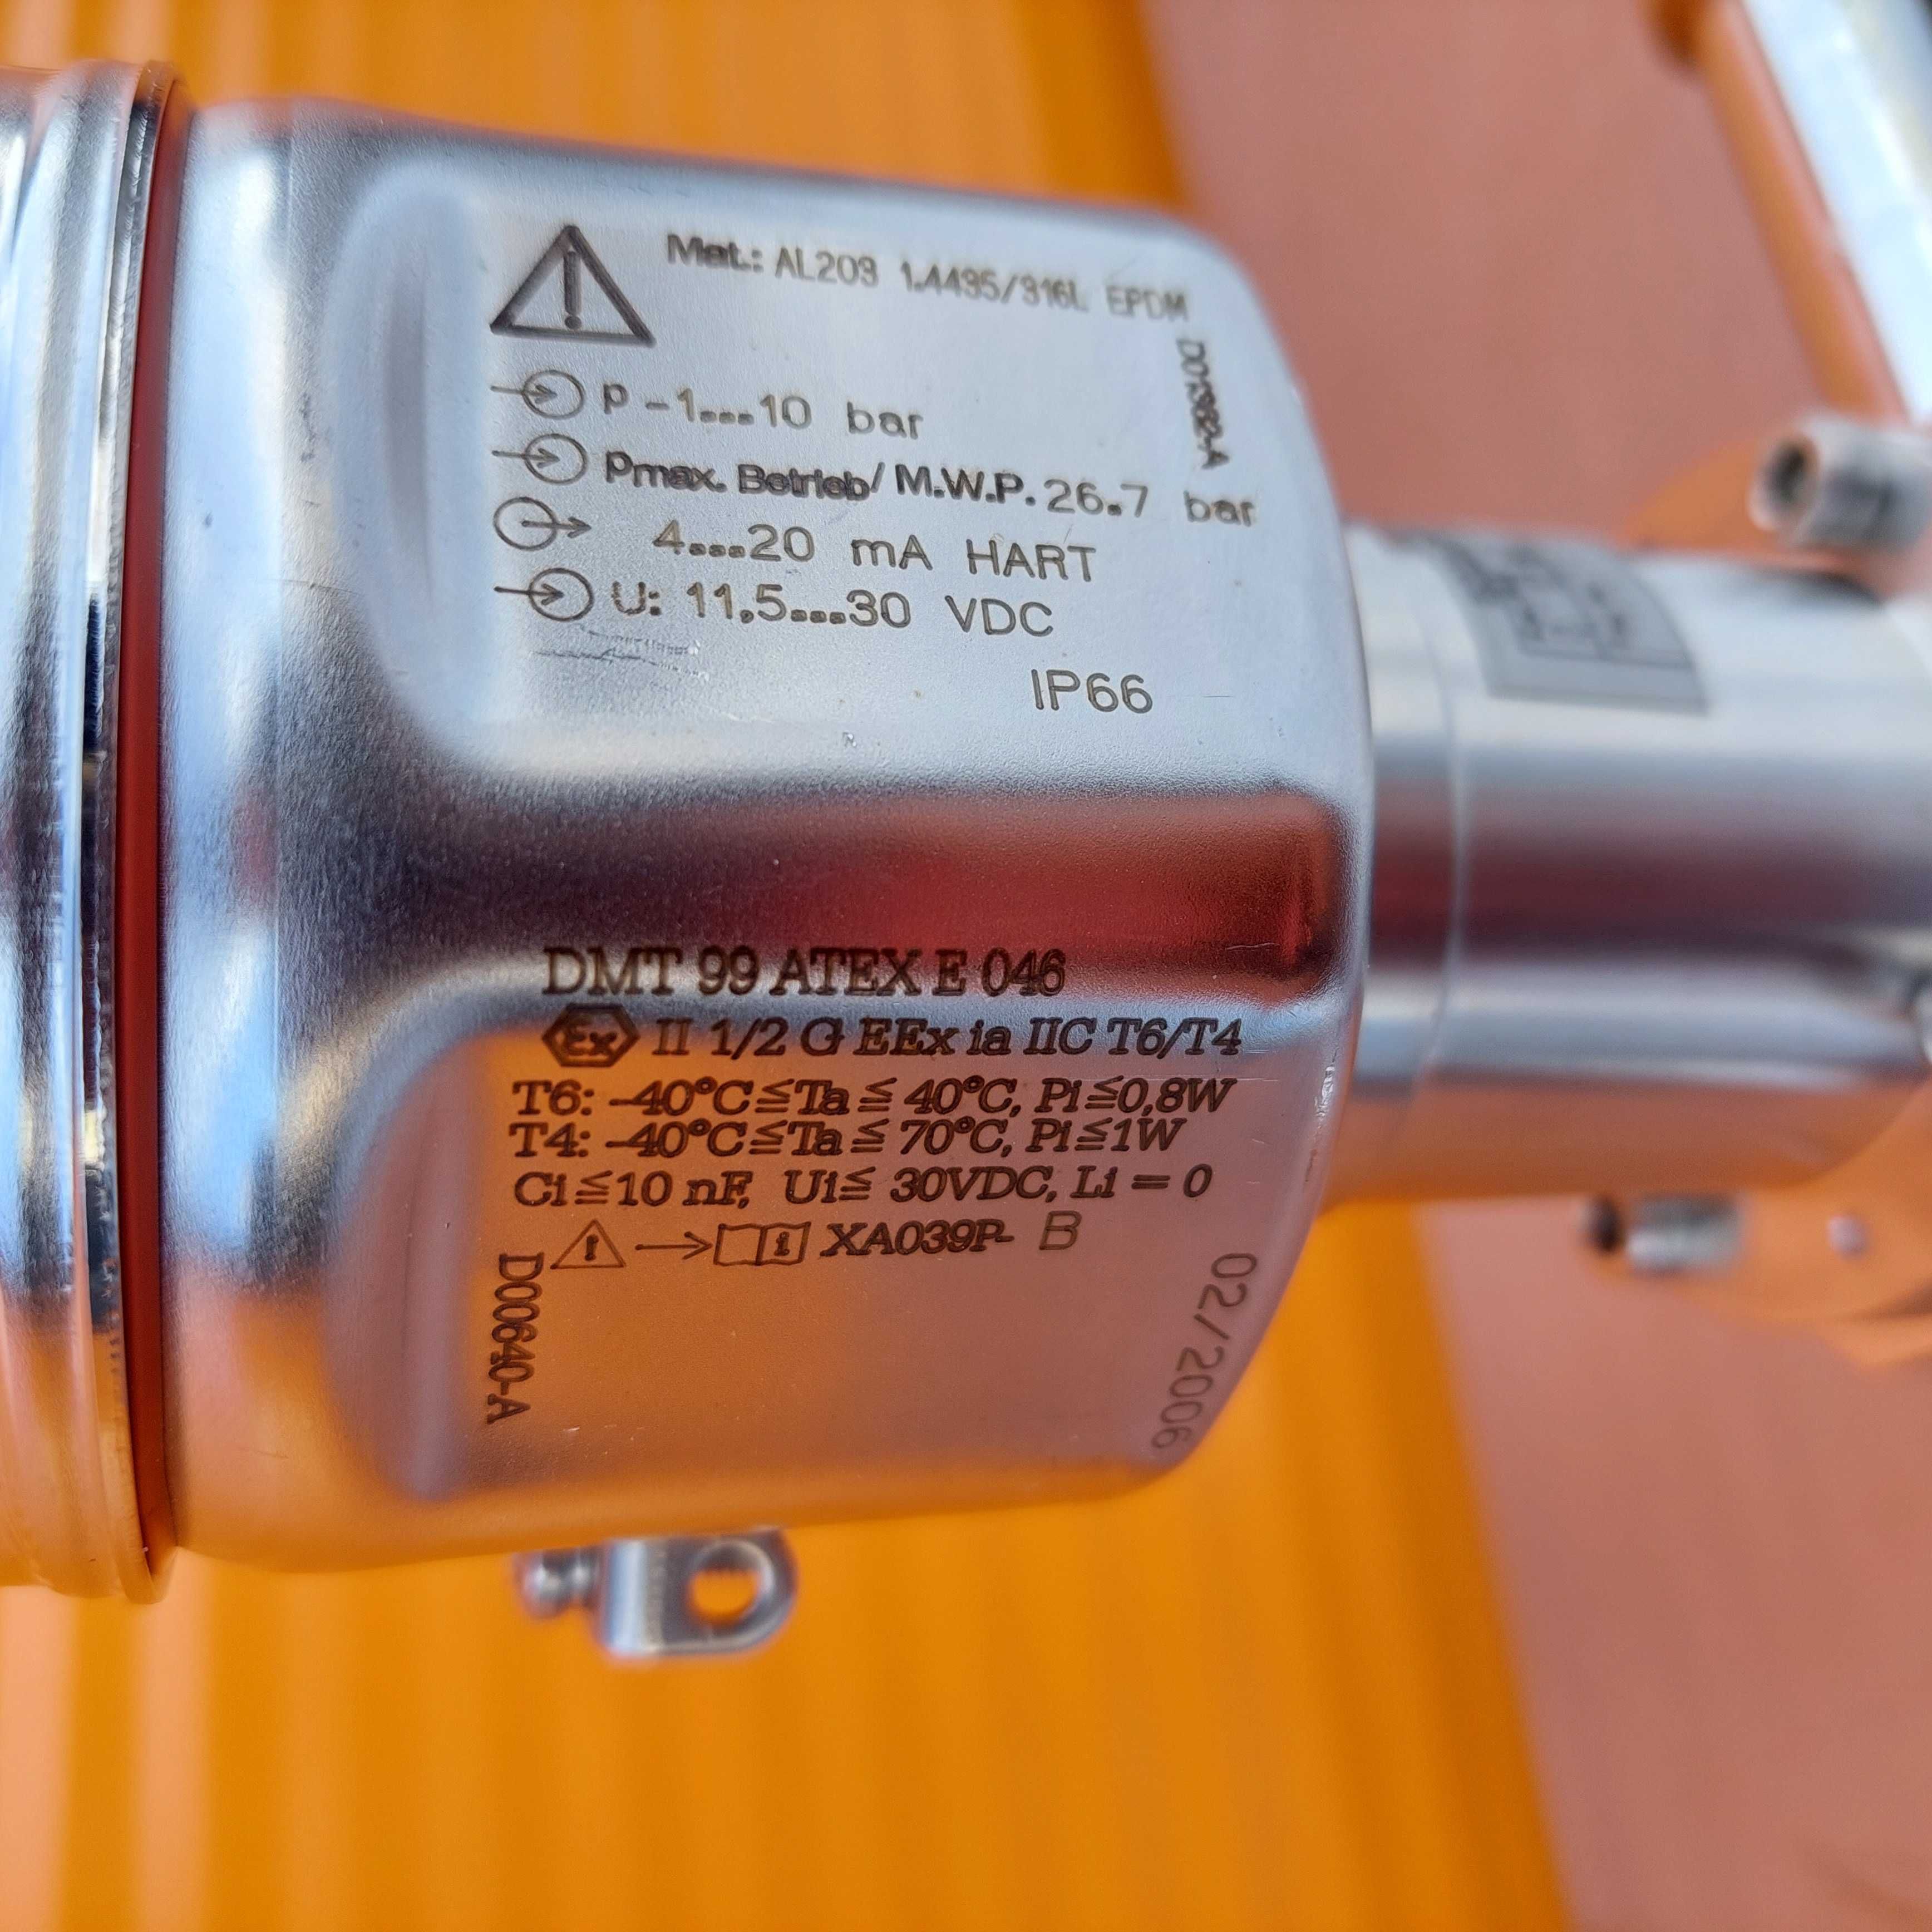 Mat.: AL203 1.4435/316L EPDM
D01362-A
P -1...10 bar
Pmax. Betrieb/ M.W.P. 26.7 bar
4...20 mA HART
U: 11,5...30 VDC
IP66
DMT 99 ATEX E 046
Ex II 1/2 G EEx ia IIC T6/T4
T6: -40°C≦Ta≦ 40°C, Pi≦0,8W
T4: -40°C≦Ta≦ 70°C, Pi≦1W
Ci≦10 nF, Ui≦ 30VDC, Li = 0
i XA039P- B
D00640-A
02/2006